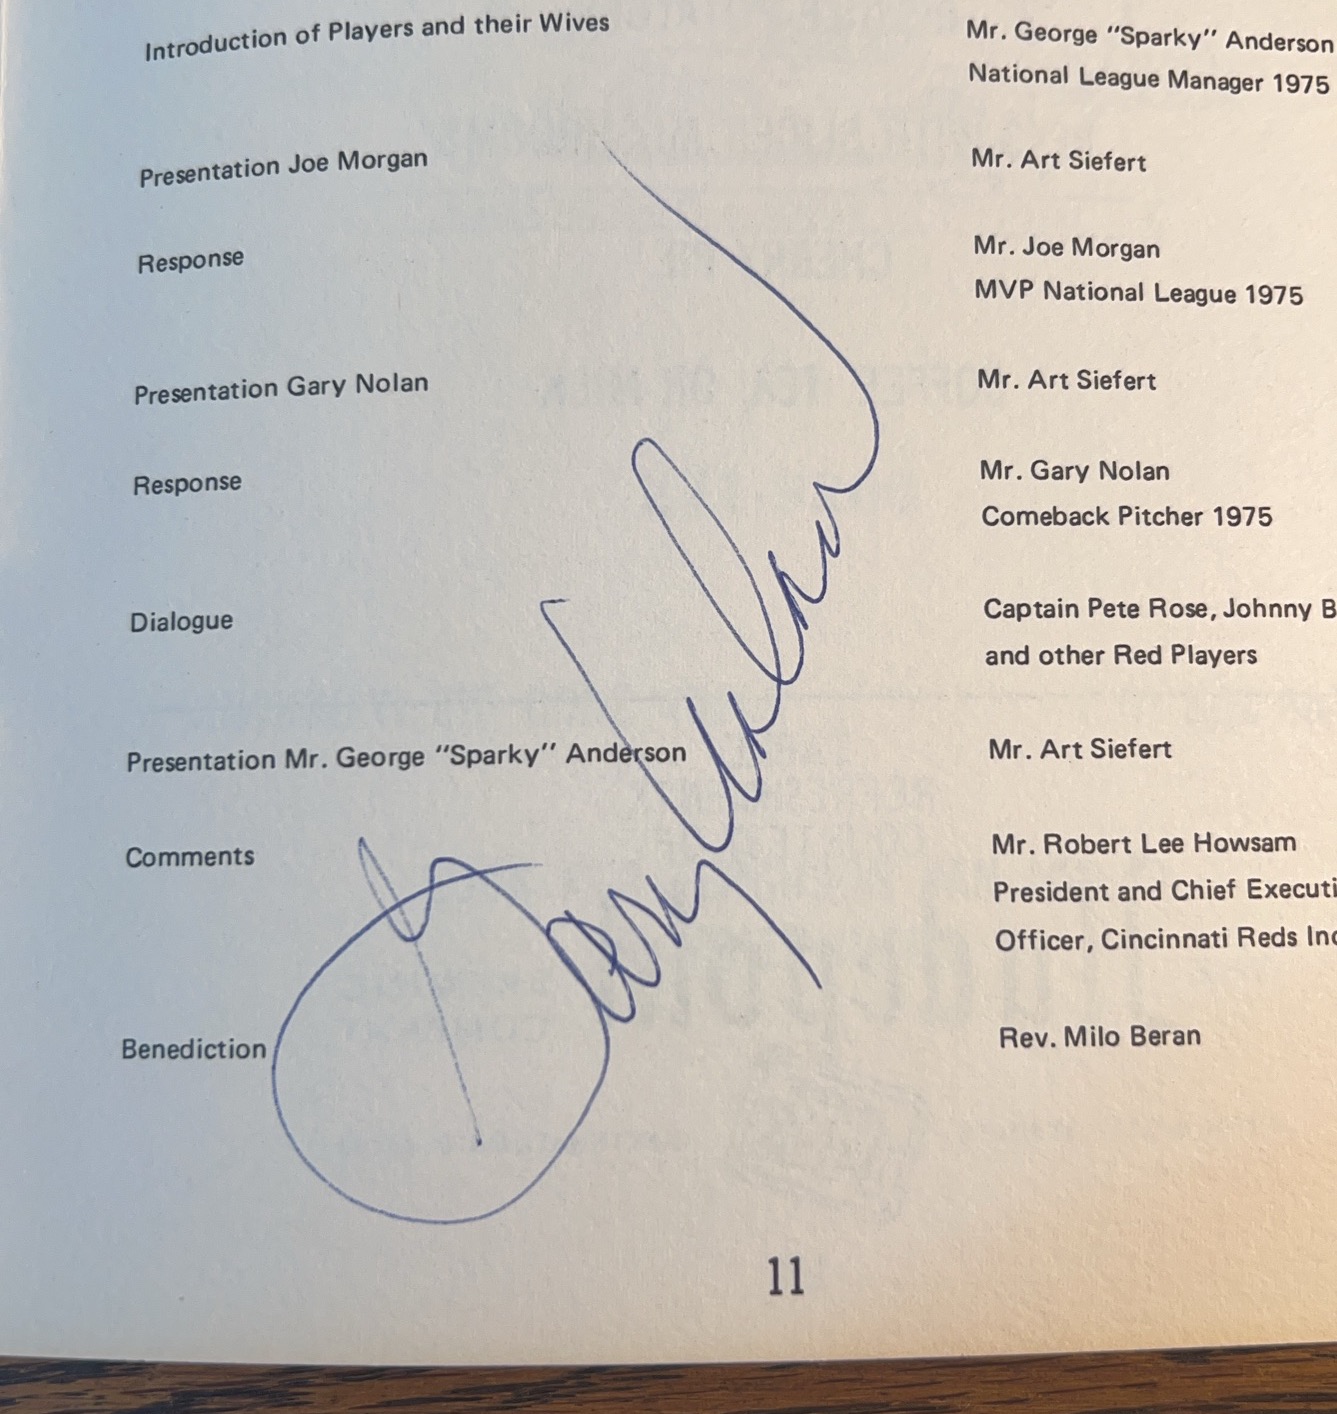 Introduction of Players and their Wives
Mr. George "Sparky" Anderson
National League Manager 1975
Presentation Joe Morgan
Mr. Art Siefert
Response
Mr. Joe Morgan
MVP National League 1975
Presentation Gary Nolan
Mr. Art Siefert
Response
Mr. Gary Nolan
Comeback Pitcher 1975
Dialogue
Captain Pete Rose, Johnny B
and other Red Players
Presentation Mr. George "Sparky" Anderson
Mr. Art Siefert
Comments
Mr. Robert Lee Howsam
President and Chief Executi
Officer, Cincinnati Reds Inc
Benediction
Rev. Milo Beran
11